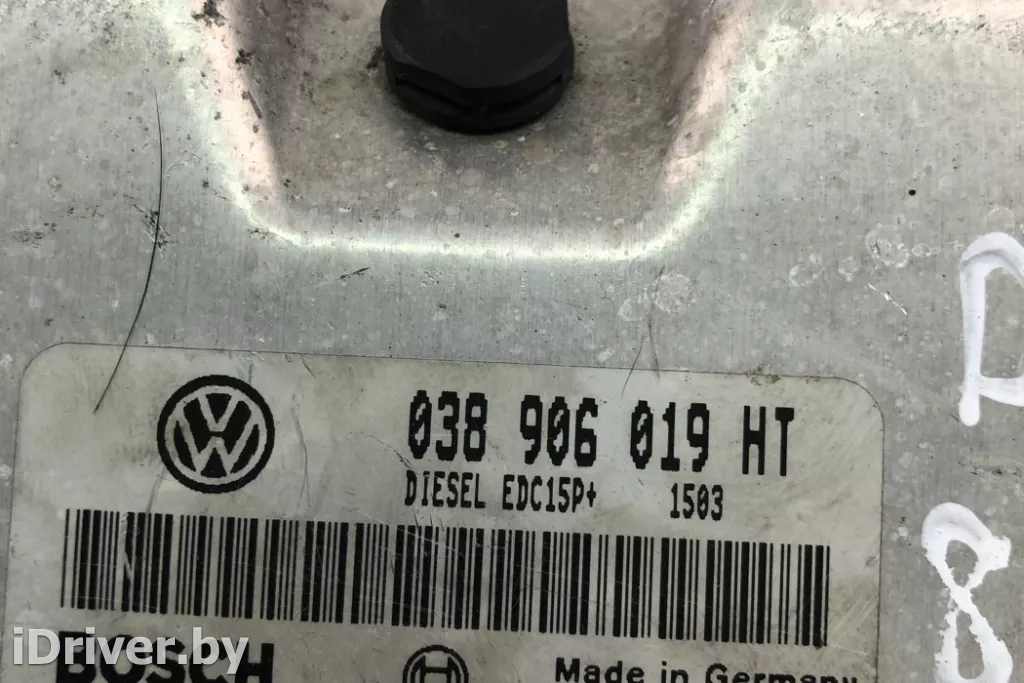 038 906 019 HT
DIESEL EDC15P+ 1503
BOSCH
Made in Germany
iDriver.by